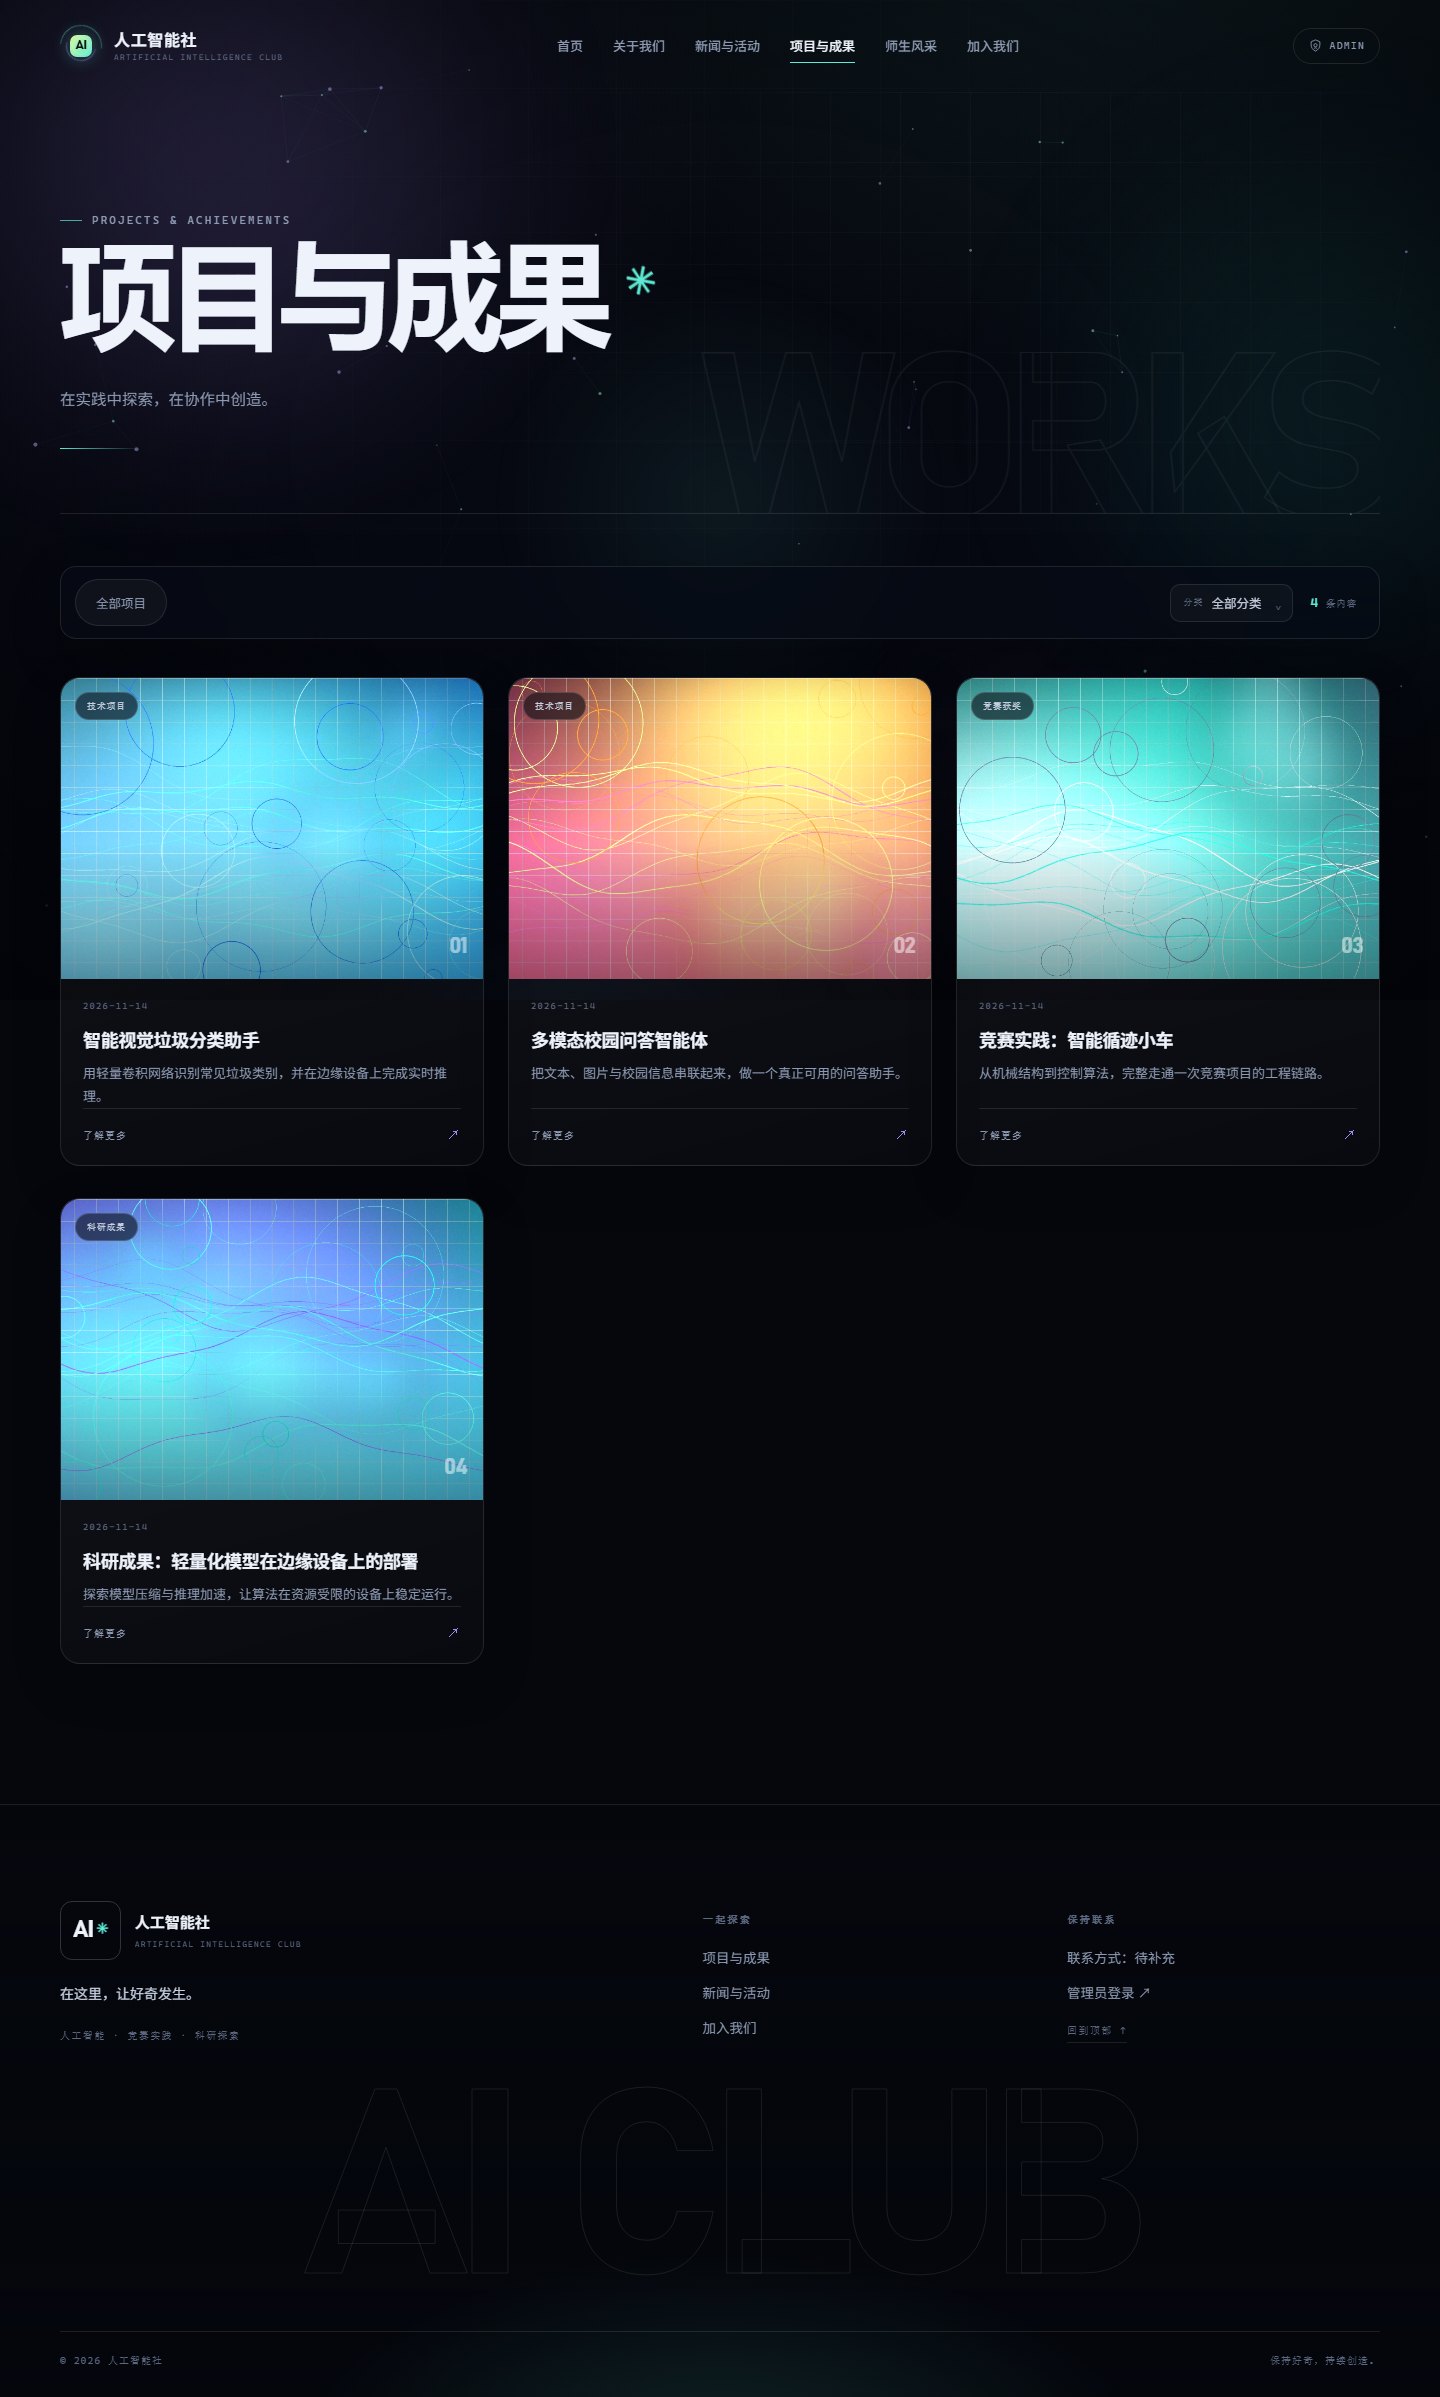 AI 人工智能社
ARTIFICIAL INTELLIGENCE CLUB
首页 关于我们 新闻与活动 项目与成果 师生风采 加入我们
ADMIN
PROJECTS & ACHIEVEMENTS
项目与成果
在实践中探索，在协作中创造。
WORKS
全部项目
分类 全部分类 4 条内容
技术项目
01
2026-11-14
智能视觉垃圾分类助手
用轻量卷积网络识别常见垃圾类别，并在边缘设备上完成实时推
理。
了解更多 ↗
技术项目
02
2026-11-14
多模态校园问答智能体
把文本、图片与校园信息串联起来，做一个真正可用的问答助手。
了解更多 ↗
竞赛获奖
03
2026-11-14
竞赛实践：智能循迹小车
从机械结构到控制算法，完整走通一次竞赛项目的工程链路。
了解更多 ↗
科研成果
04
2026-11-14
科研成果：轻量化模型在边缘设备上的部署
探索模型压缩与推理加速，让算法在资源受限的设备上稳定运行。
了解更多 ↗
AI 人工智能社
ARTIFICIAL INTELLIGENCE CLUB
在这里，让好奇发生。
人工智能 · 竞赛实践 · 科研探索
一起探索
项目与成果
新闻与活动
加入我们
保持联系
联系方式：待补充
管理员登录 ↗
回到顶部 ↑
AI CLUB
© 2026 人工智能社
保持好奇，持续创造。